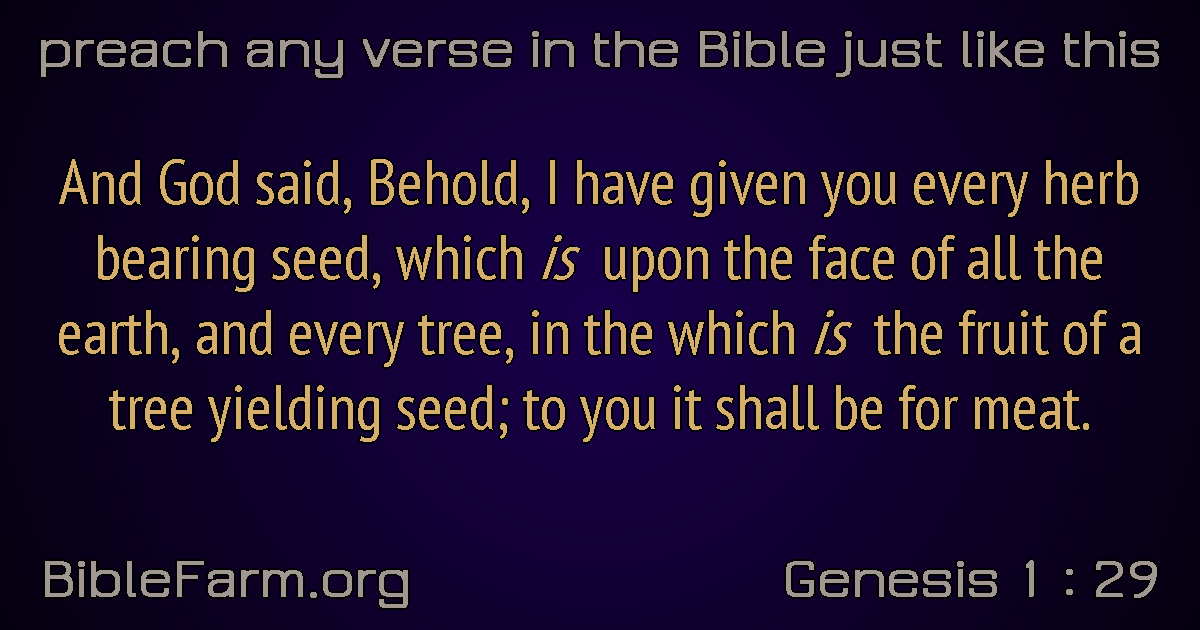 preach any verse in the Bible just like this
And God said, Behold, I have given you every herb
bearing seed, which is upon the face of all the
earth, and every tree, in the which is the fruit of a
tree yielding seed; to you it shall be for meat.
BibleFarm.org
Genesis 1 : 29